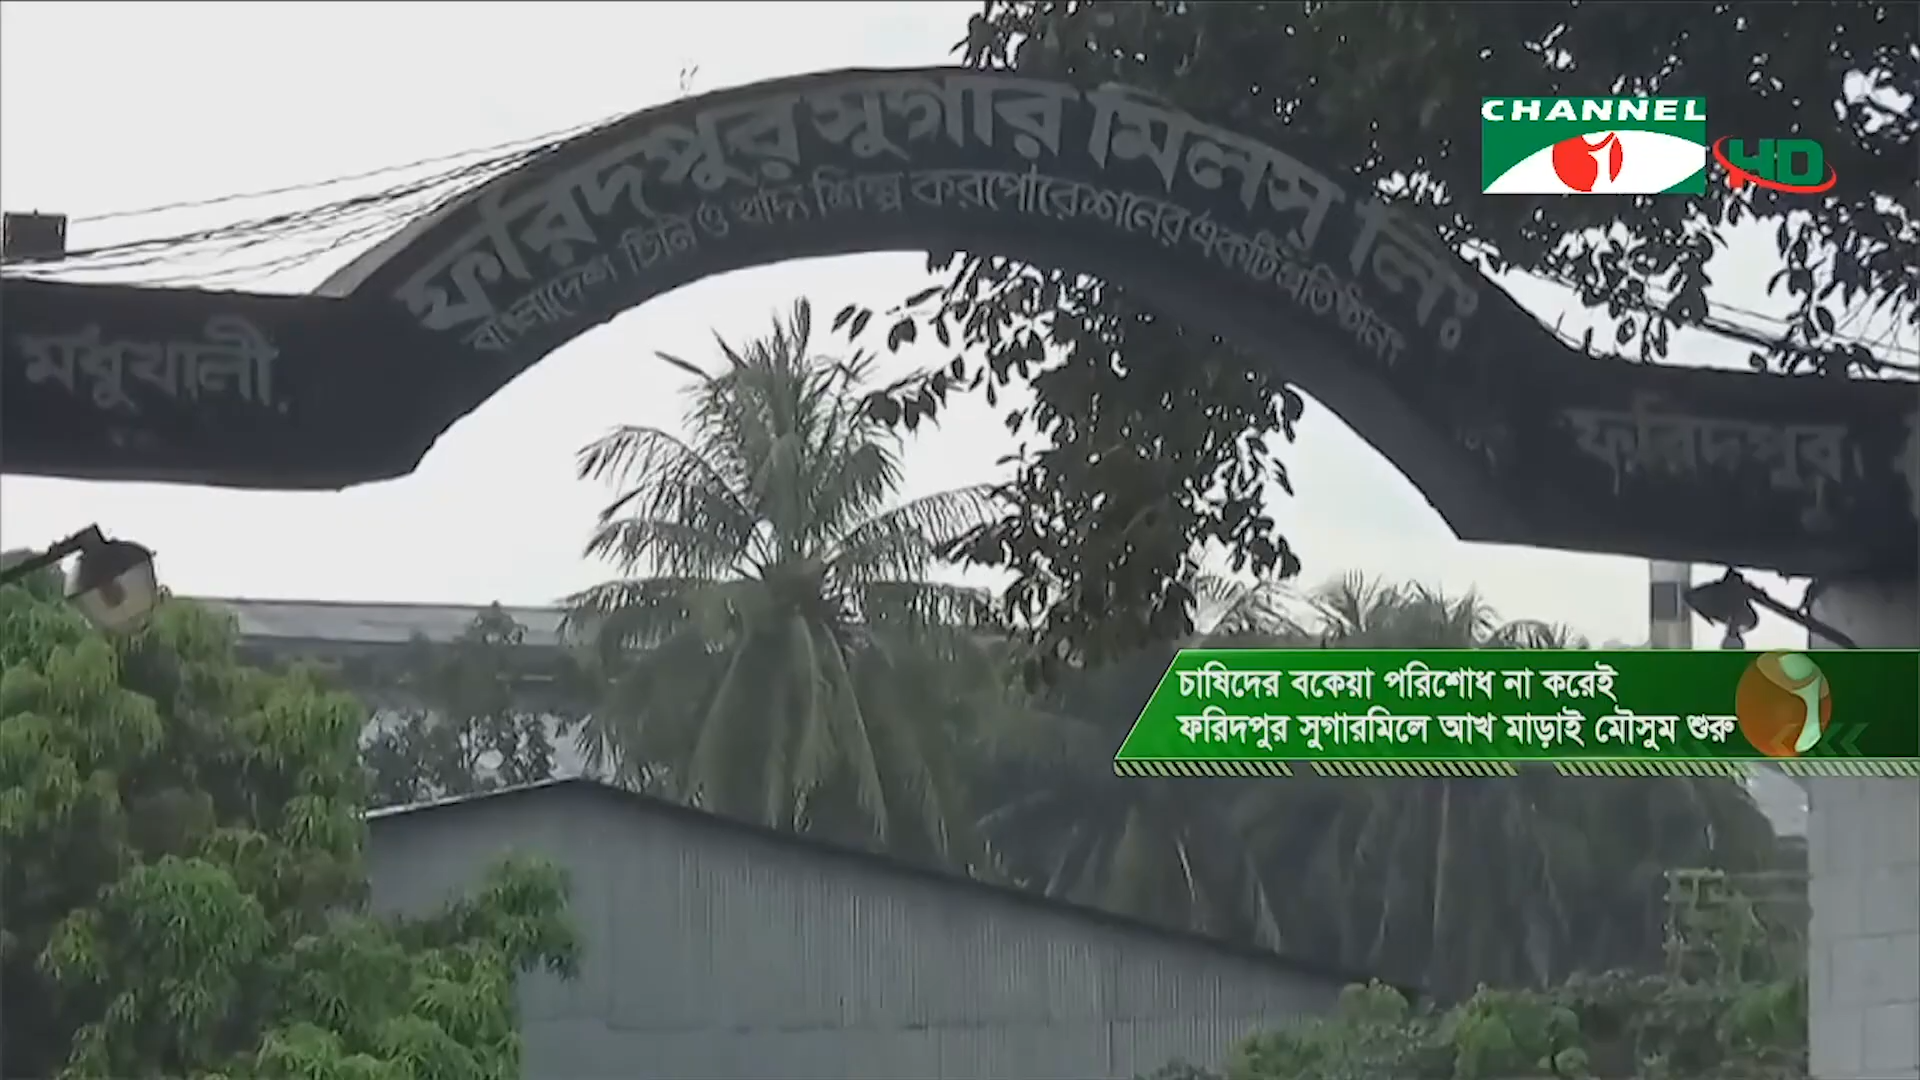 CHANNEL
i HD
ফরিদপুর সুগার মিলস্ লিঃ
বাংলাদেশ চিনি ও খাদ্য শিল্প করপোরেশনের একটি প্রতিষ্ঠান
মধুখালী.
ফরিদপুর।
চাষিদের বকেয়া পরিশোধ না করেই
ফরিদপুর সুগারমিলে আখ মাড়াই মৌসুম শুরু